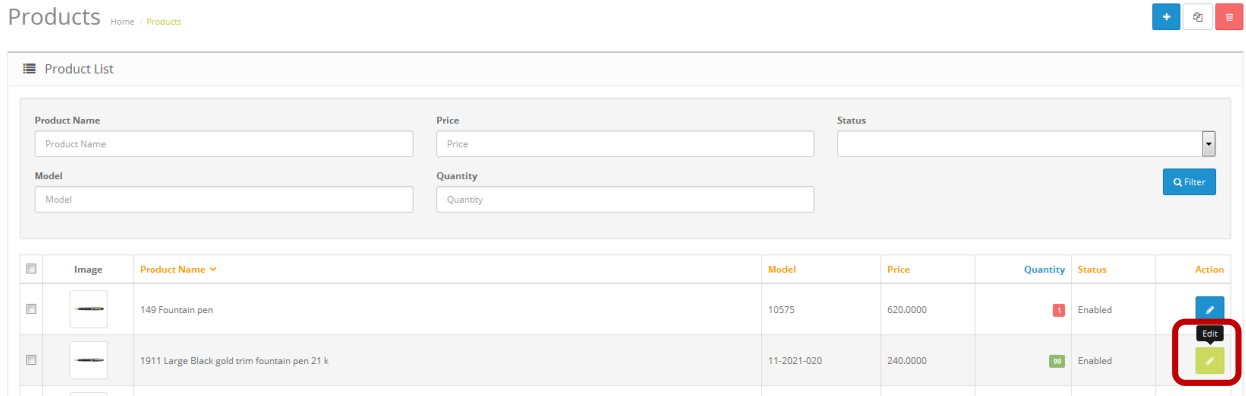 Products Home / Products
Product List
Product Name Price Status
Product Name Price
Model Quantity
Model Quantity Filter
Image Product Name Model Price Quantity Status Action
149 Fountain pen 10575 620.0000 1 Enabled
Edit
1911 Large Black gold trim fountain pen 21 k 11-2021-020 240.0000 99 Enabled